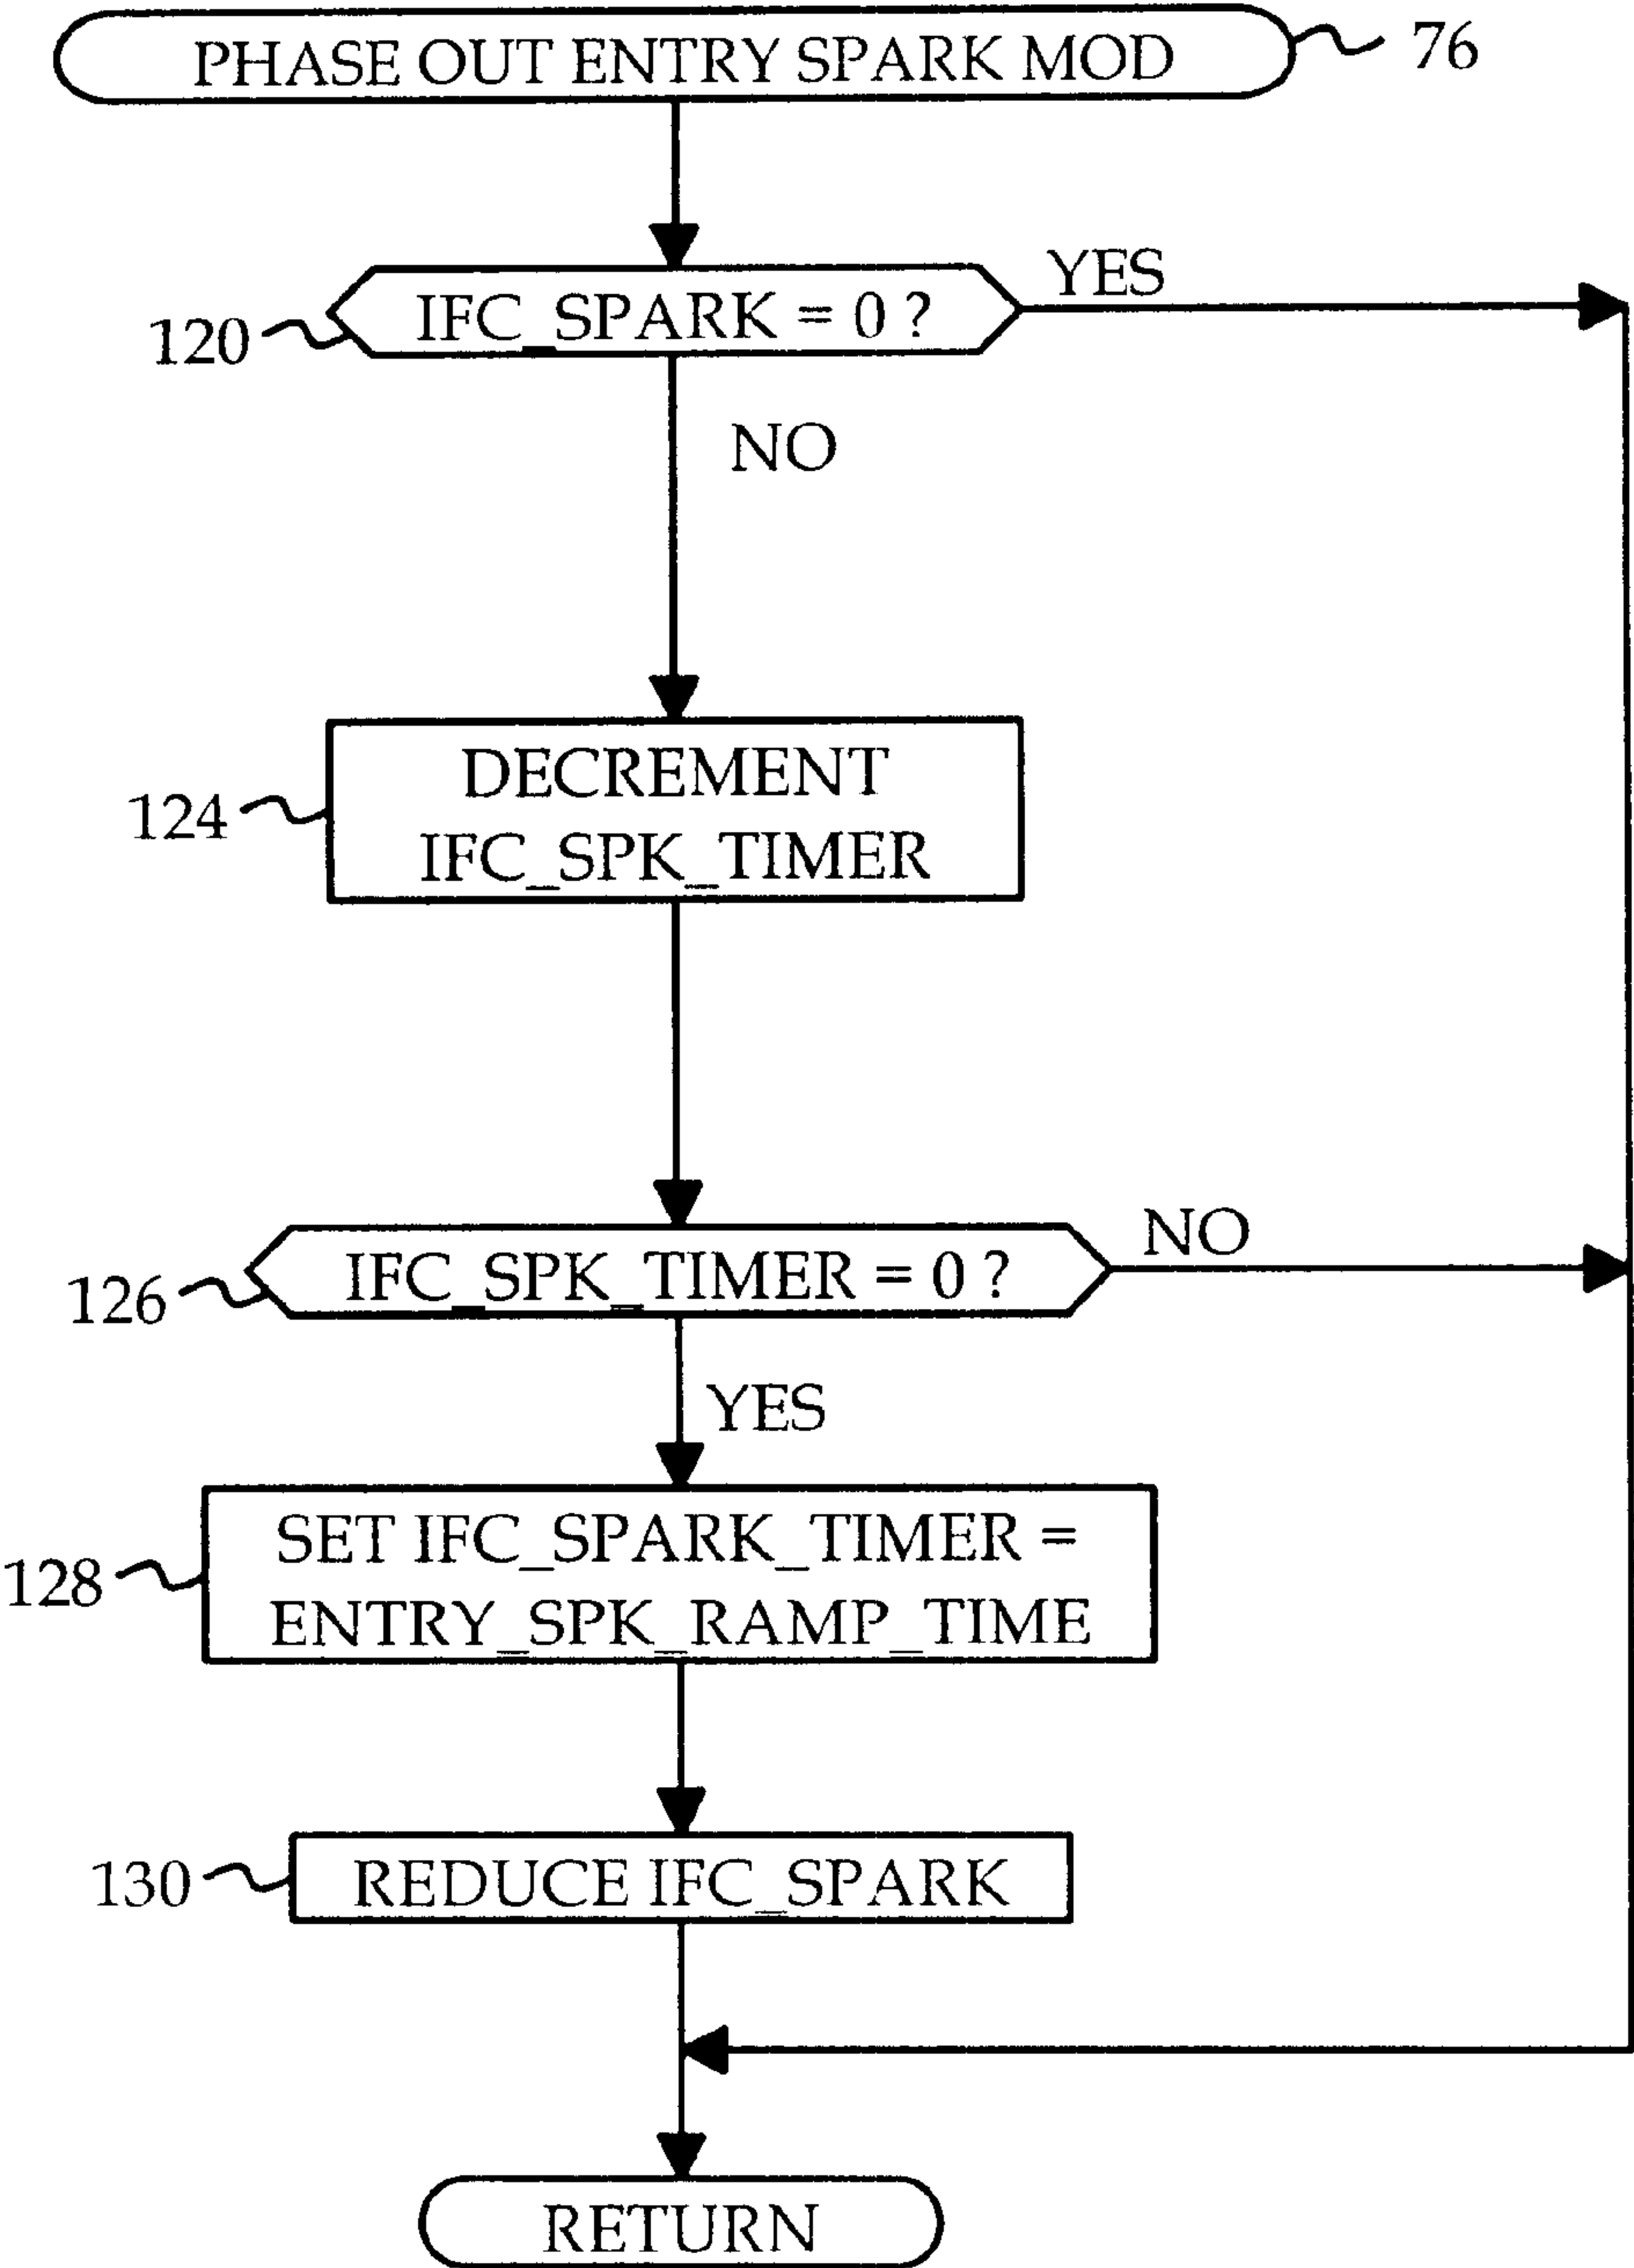 PHASE OUT ENTRY SPARK MOD
76
IFC_SPARK = 0 ?
YES
120
NO
DECREMENT
IFC_SPK_TIMER
124
IFC_SPK_TIMER = 0 ?
NO
126
YES
SET IFC_SPARK_TIMER =
ENTRY_SPK_RAMP_TIME
128
REDUCE IFC_SPARK
130
RETURN